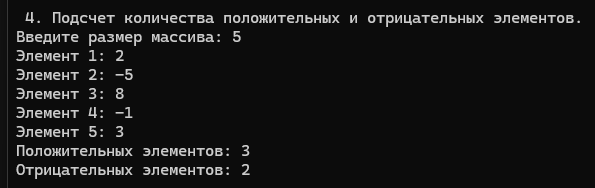 4. Подсчет количества положительных и отрицательных элементов.
Введите размер массива: 5
Элемент 1: 2
Элемент 2: -5
Элемент 3: 8
Элемент 4: -1
Элемент 5: 3
Положительных элементов: 3
Отрицательных элементов: 2